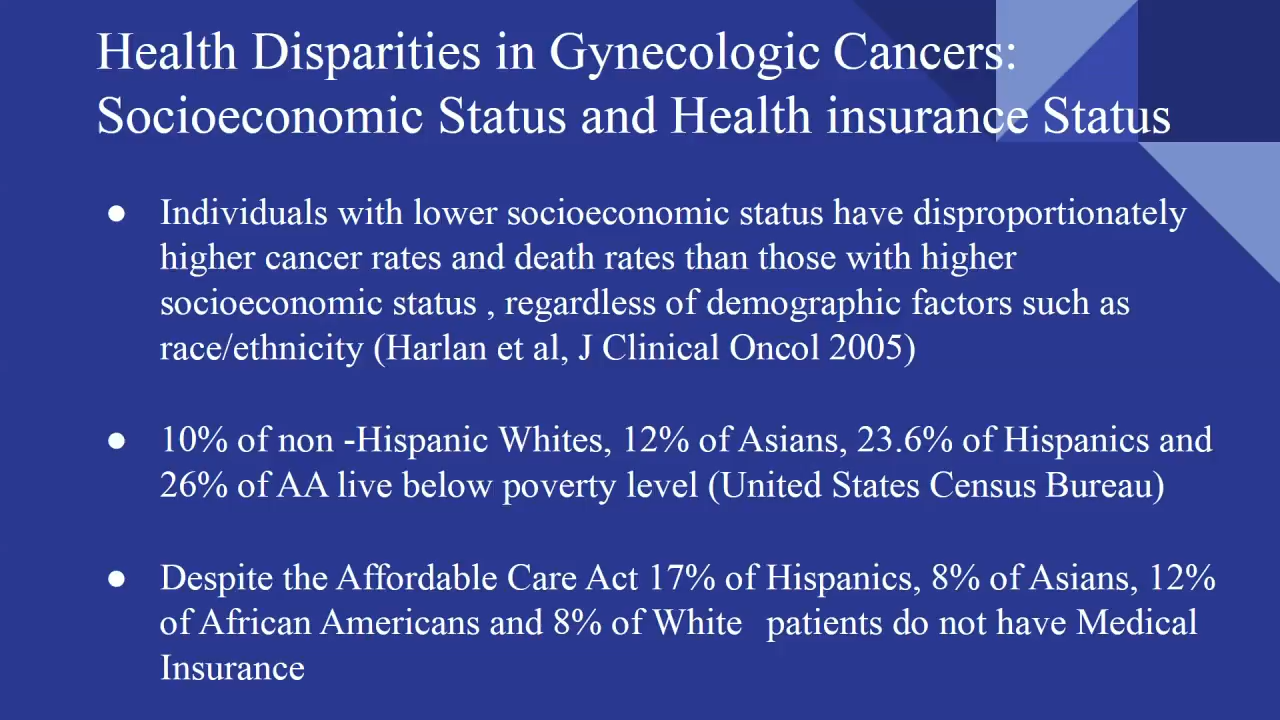 Health Disparities in Gynecologic Cancers:
Socioeconomic Status and Health insurance Status
● Individuals with lower socioeconomic status have disproportionately
higher cancer rates and death rates than those with higher
socioeconomic status , regardless of demographic factors such as
race/ethnicity (Harlan et al, J Clinical Oncol 2005)
● 10% of non -Hispanic Whites, 12% of Asians, 23.6% of Hispanics and
26% of AA live below poverty level (United States Census Bureau)
● Despite the Affordable Care Act 17% of Hispanics, 8% of Asians, 12%
of African Americans and 8% of White patients do not have Medical
Insurance